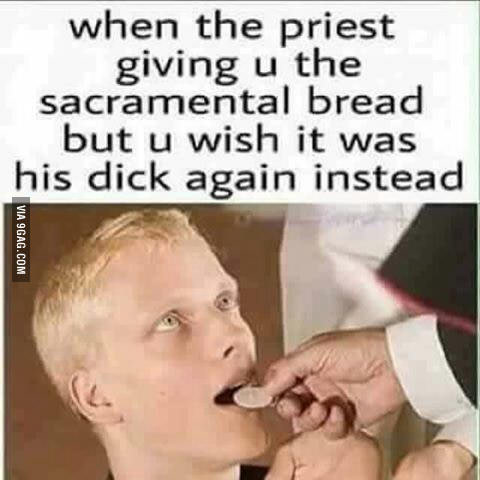 when the priest
giving u the
sacramental bread
but u wish it was
his dick again instead
VIA 9GAG.COM